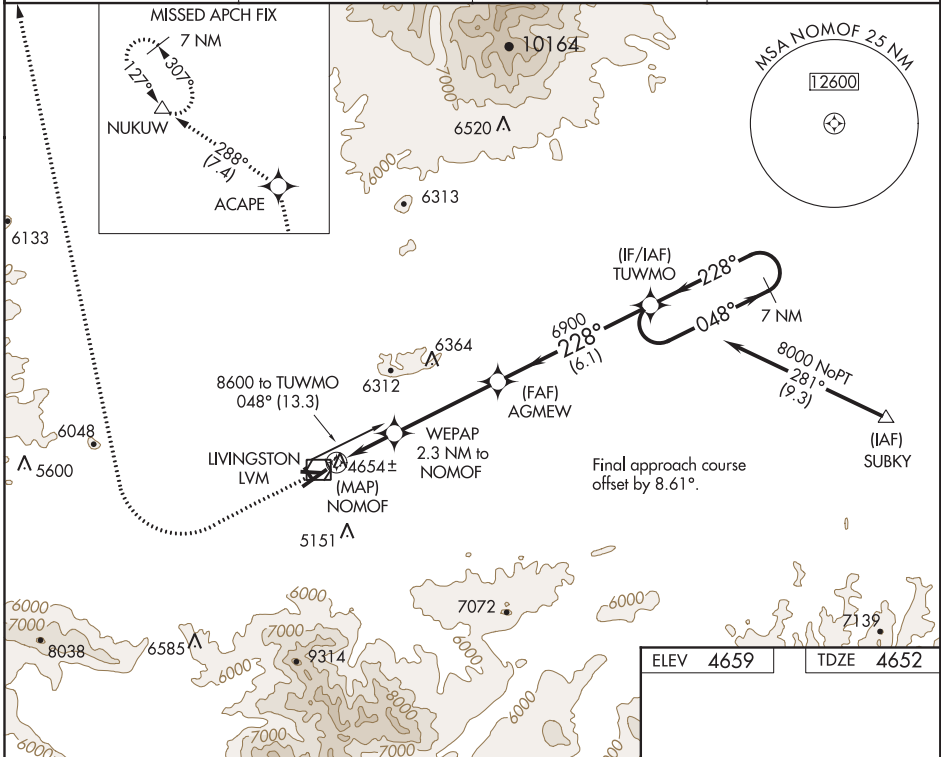 MISSED APCH FIX
7 NM
307°
127°
NUKUW
288°
(7.4)
ACAPE
10164
7000
6520
6000
6313
MSA NOMOF 25 NM
12600
6133
(IF/IAF)
TUWMO
228°
048°
7 NM
6900
228°
(6.1)
8000 NoPT
281°
(9.3)
(IAF)
SUBKY
6364
6312
(FAF)
AGMEW
8600 to TUWMO
048° (13.3)
WEPAP
2.3 NM to
NOMOF
6048
5600
LIVINGSTON
LVM
4654±
(MAP)
NOMOF
Final approach course
offset by 8.61°.
5151
6000
7000
8038
6585
6000
7000
6000
9314
8000
7000
7000
7072
6000
6000
6000
7139
6000
ELEV 4659
TDZE 4652